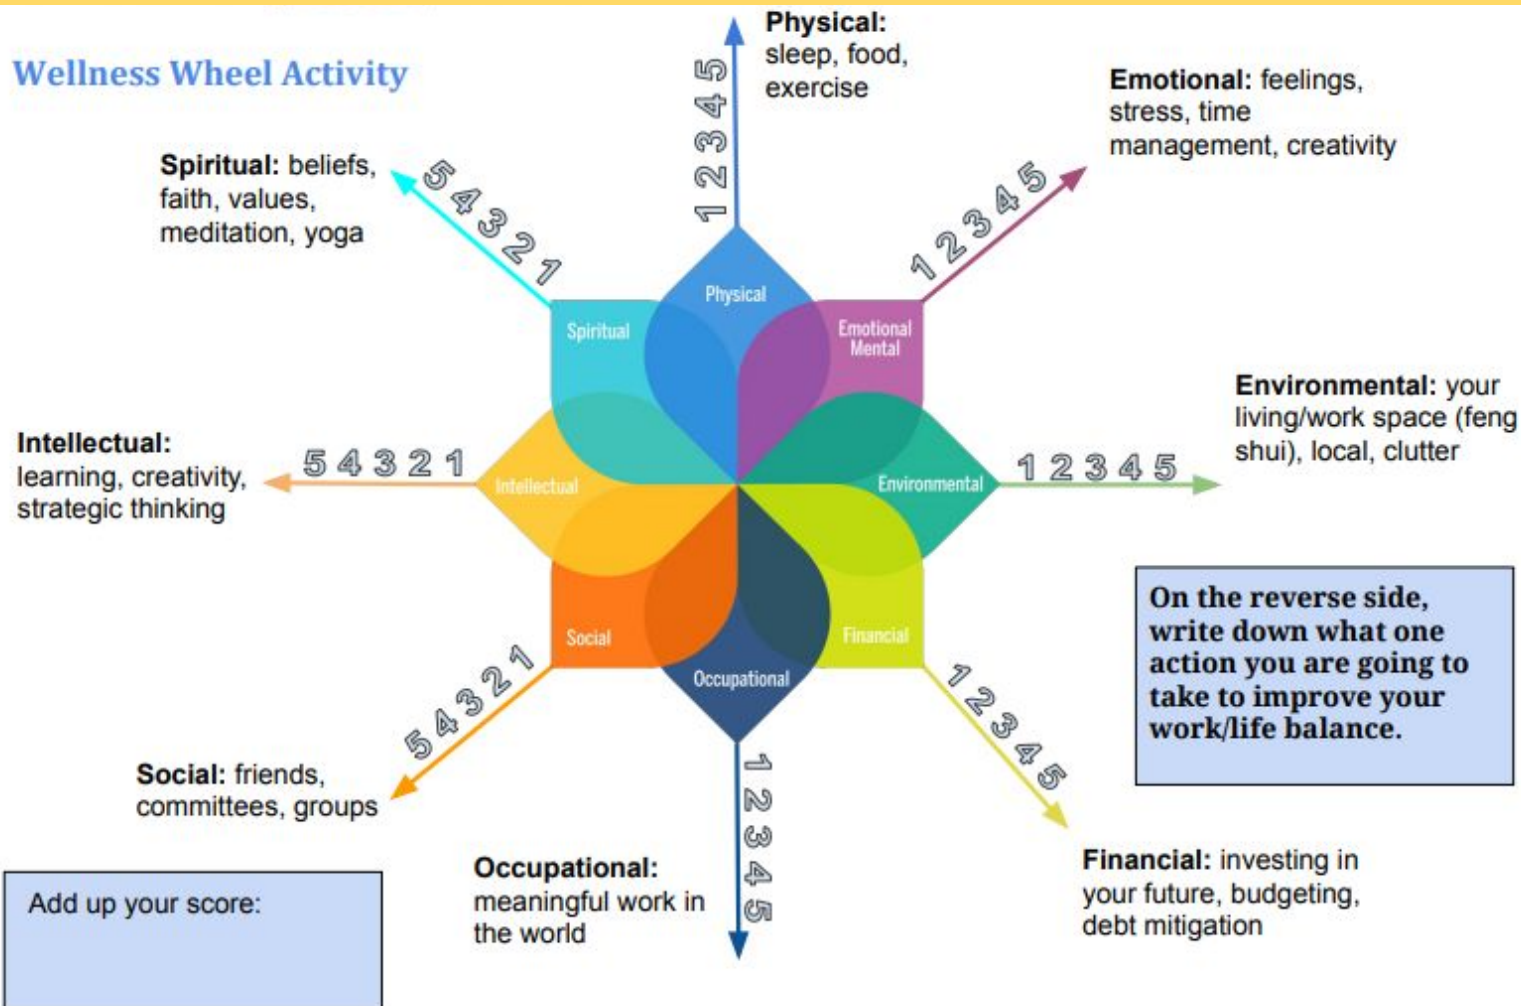 Wellness Wheel Activity
Physical:
sleep, food,
exercise
1 2 3 4 5
Emotional: feelings,
stress, time
management, creativity
1 2 3 4 5
Spiritual: beliefs,
faith, values,
meditation, yoga
5 4 3 2 1
Physical
Spiritual
Emotional
Mental
Environmental: your
living/work space (feng
shui), local, clutter
1 2 3 4 5
Intellectual:
learning, creativity,
strategic thinking
5 4 3 2 1
Intellectual
Environmental
Social
Financial
Occupational
On the reverse side,
write down what one
action you are going to
take to improve your
work/life balance.
5 4 3 2 1
Social: friends,
committees, groups
1 2 3 4 5
Occupational:
meaningful work in
the world
1 2 3 4 5
Financial: investing in
your future, budgeting,
debt mitigation
Add up your score: